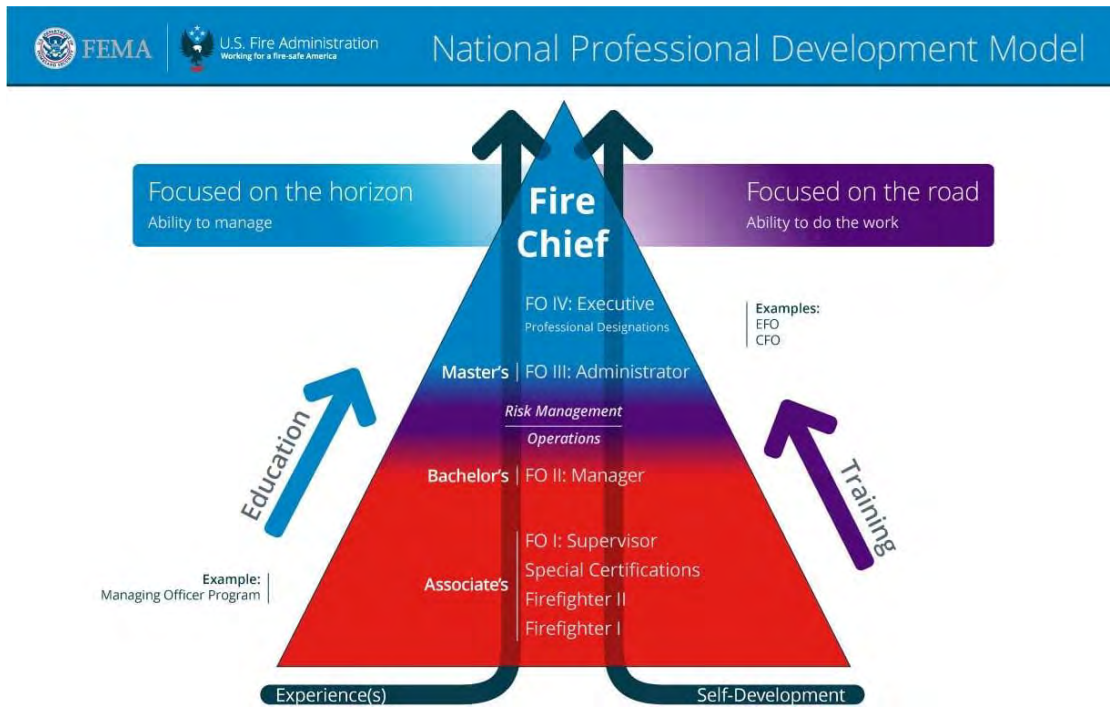 FEMA
U.S. Fire Administration
Working for a fire-safe America
National Professional Development Model
Focused on the horizon
Ability to manage
Focused on the road
Ability to do the work
Fire
Chief
FO IV: Executive
Professional Designations
Examples:
EFO
CFO
Master's FO III: Administrator
Risk Management
Operations
Education
Training
Bachelor's FO II: Manager
FO I: Supervisor
Special Certifications
Associate's
Firefighter II
Firefighter I
Example:
Managing Officer Program
Experience(s)
Self-Development